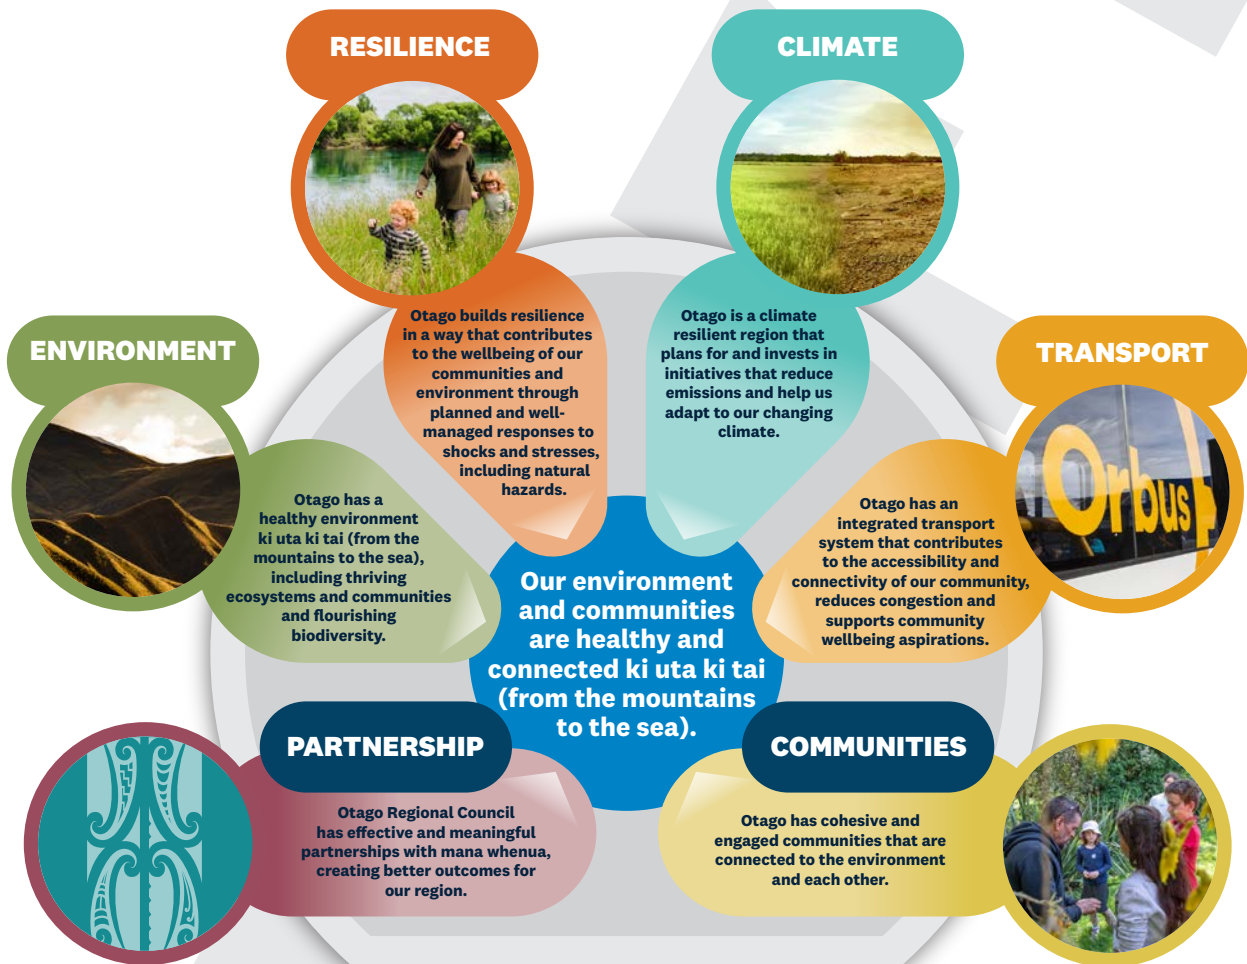 RESILIENCE
Otago builds resilience
in a way that contributes
to the wellbeing of our
communities and
environment through
planned and well-
managed responses to
shocks and stresses,
including natural
hazards.
CLIMATE
Otago is a climate
resilient region that
plans for and invests in
initiatives that reduce
emissions and help us
adapt to our changing
climate.
ENVIRONMENT
Otago has a
healthy environment
ki uta ki tai (from the
mountains to the sea),
including thriving
ecosystems and communities
and flourishing
biodiversity.
TRANSPORT
Orbus
Otago has an
integrated transport
system that contributes
to the accessibility and
connectivity of our community,
reduces congestion and
supports community
wellbeing aspirations.
Our environment
and communities
are healthy and
connected ki uta ki tai
(from the mountains
to the sea).
PARTNERSHIP
Otago Regional Council
has effective and meaningful
partnerships with mana whenua,
creating better outcomes for
our region.
COMMUNITIES
Otago has cohesive and
engaged communities that are
connected to the environment
and each other.